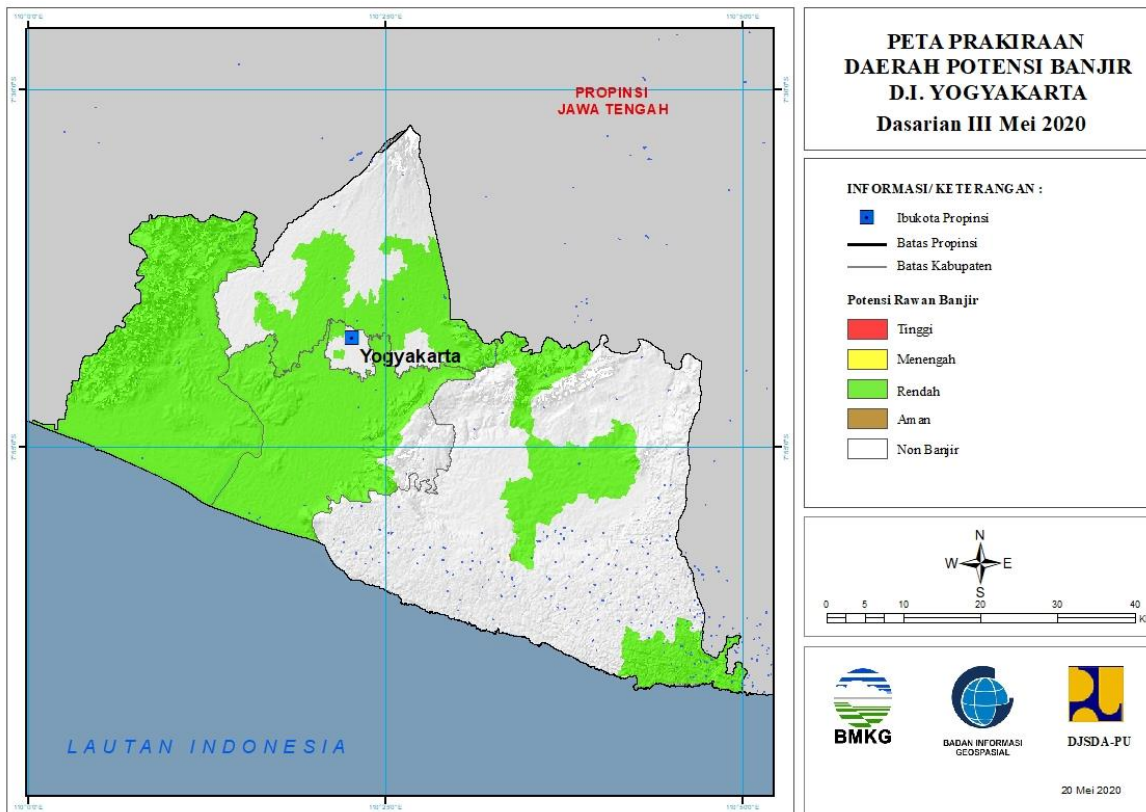 PETA PRAKIRAAN
DAERAH POTENSI BANJIR
D.I. YOGYAKARTA
Dasarian III Mei 2020
INFORMASI/ KETERANGAN :
Ibukota Propinsi
Batas Propinsi
Batas Kabupaten
Potensi Rawan Banjir
Tinggi
Menengah
Rendah
Aman
Non Banjir
PROPINSI
JAWA TENGAH
Yogyakarta
LAUTAN INDONESIA
N
W E
S
0 5 10 20 30 40
BMKG
BADAN INFORMASI
GEOSPASIAL
DJSDA-PU
20 Mei 2020